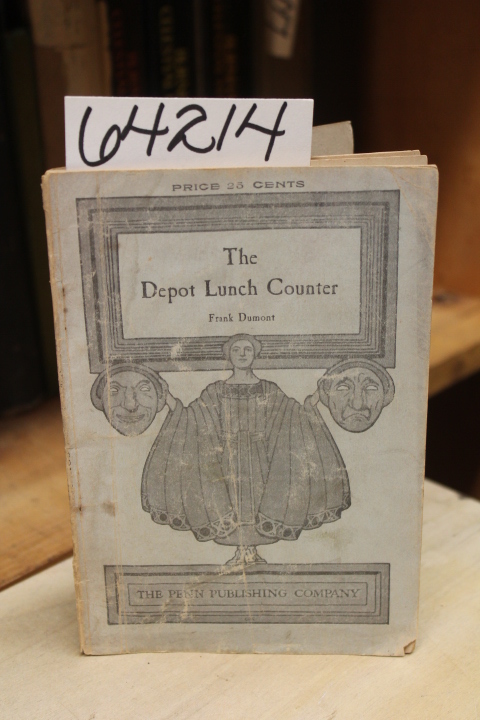 64214
PRICE 25 CENTS
The
Depot Lunch Counter
Frank Dumont
THE PENN PUBLISHING COMPANY